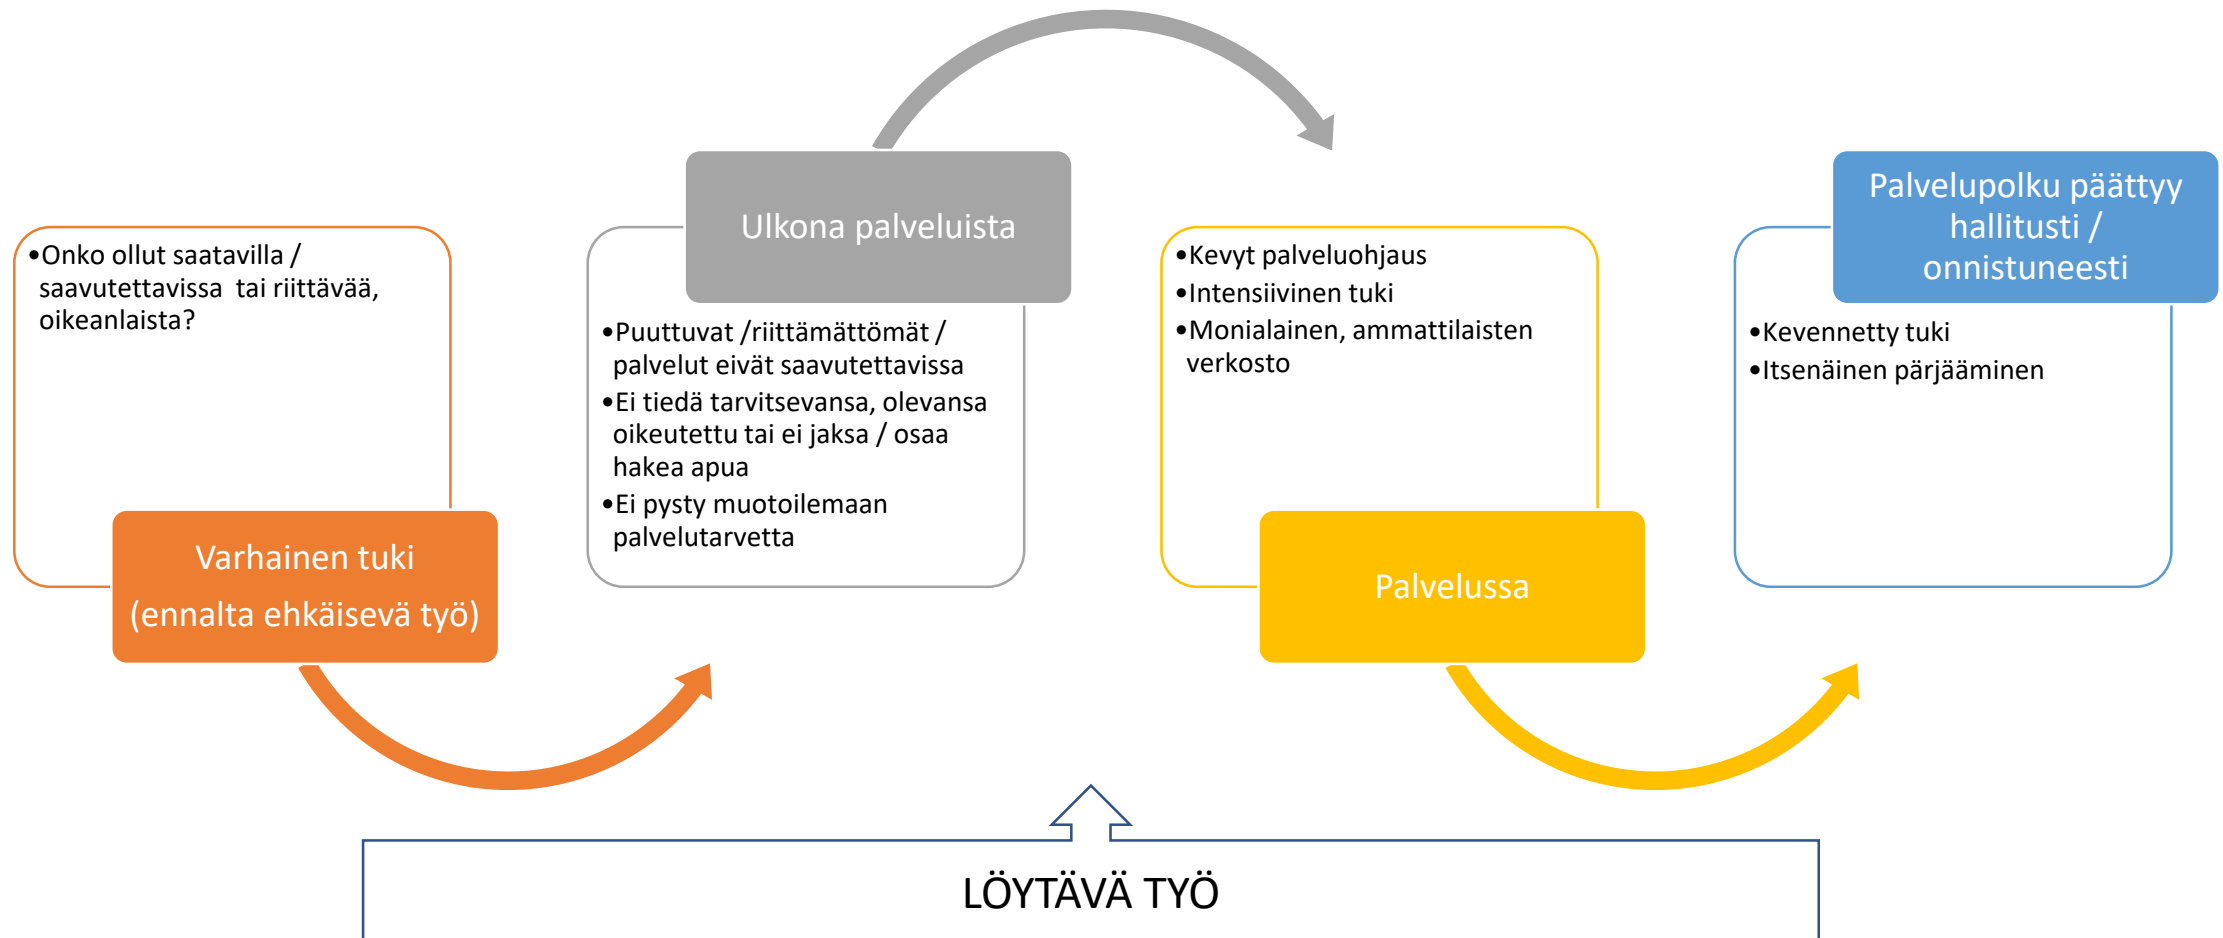 •Onko ollut saatavilla /
saavutettavissa tai riittävää,
oikeanlaista?
Varhainen tuki
(ennalta ehkäisevä työ)
Ulkona palveluista
•Puuttuvat /riittämättömät /
palvelut eivät saavutettavissa
•Ei tiedä tarvitsevansa, olevansa
oikeutettu tai ei jaksa / osaa
hakea apua
•Ei pysty muotoilemaan
palvelutarvetta
•Kevyt palveluohjaus
•Intensiivinen tuki
•Monialainen, ammattilaisten
verkosto
Palvelussa
Palvelupolku päättyy
hallitusti /
onnistuneesti
•Kevennetty tuki
•Itsenäinen pärjääminen
LÖYTÄVÄ TYÖ